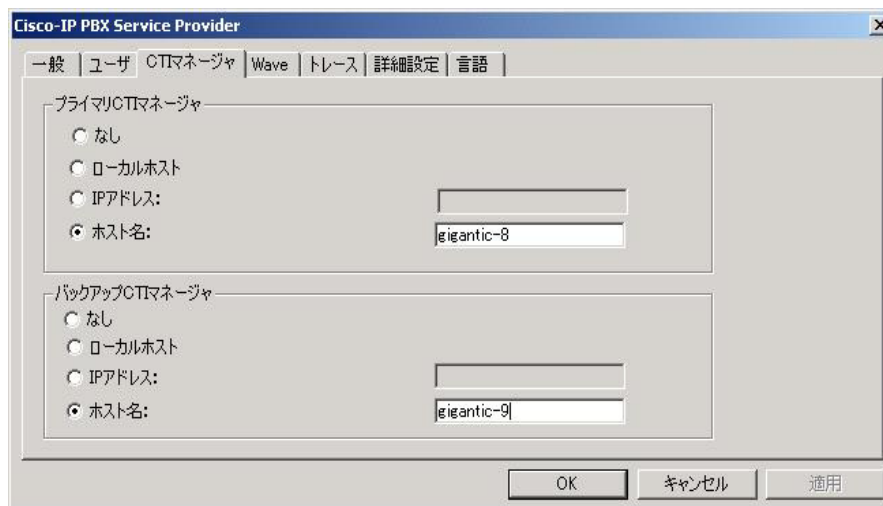 Cisco-IP PBX Service Provider
一般 ユーザ CTIマネージャ Wave トレース 詳細設定 言語
プライマリCTIマネージャ
なし
ローカルホスト
IPアドレス:
ホスト名: gigantic-8
バックアップCTIマネージャ
なし
ローカルホスト
IPアドレス:
ホスト名: gigantic-9
OK キャンセル 適用